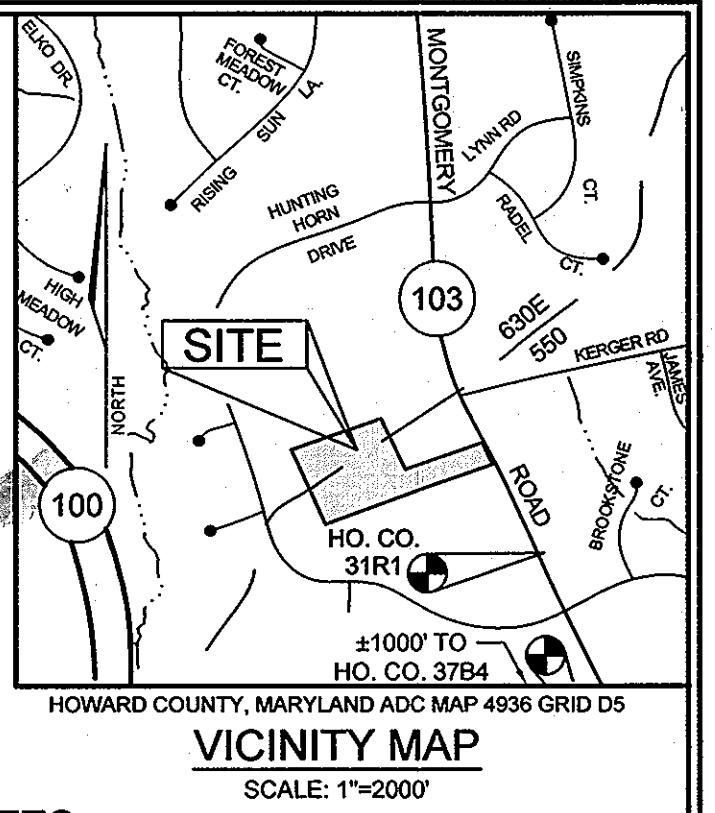 ELKO DR.
FOREST
MEADOW
CT.
RISING SUN LA.
MONTGOMERY
LYNN RD
SIMPKINS
CT.
RADEL
CT.
HUNTING
HORN
DRIVE
HIGH
MEADOW
CT.
NORTH
SITE
103
630E
550
KERGER RD
JAMES
AVE.
100
ROAD
BROOKSTONE
CT.
HO. CO.
31R1
±1000' TO
HO. CO. 37B4
HOWARD COUNTY, MARYLAND ADC MAP 4936 GRID D5
VICINITY MAP
SCALE: 1"=2000'